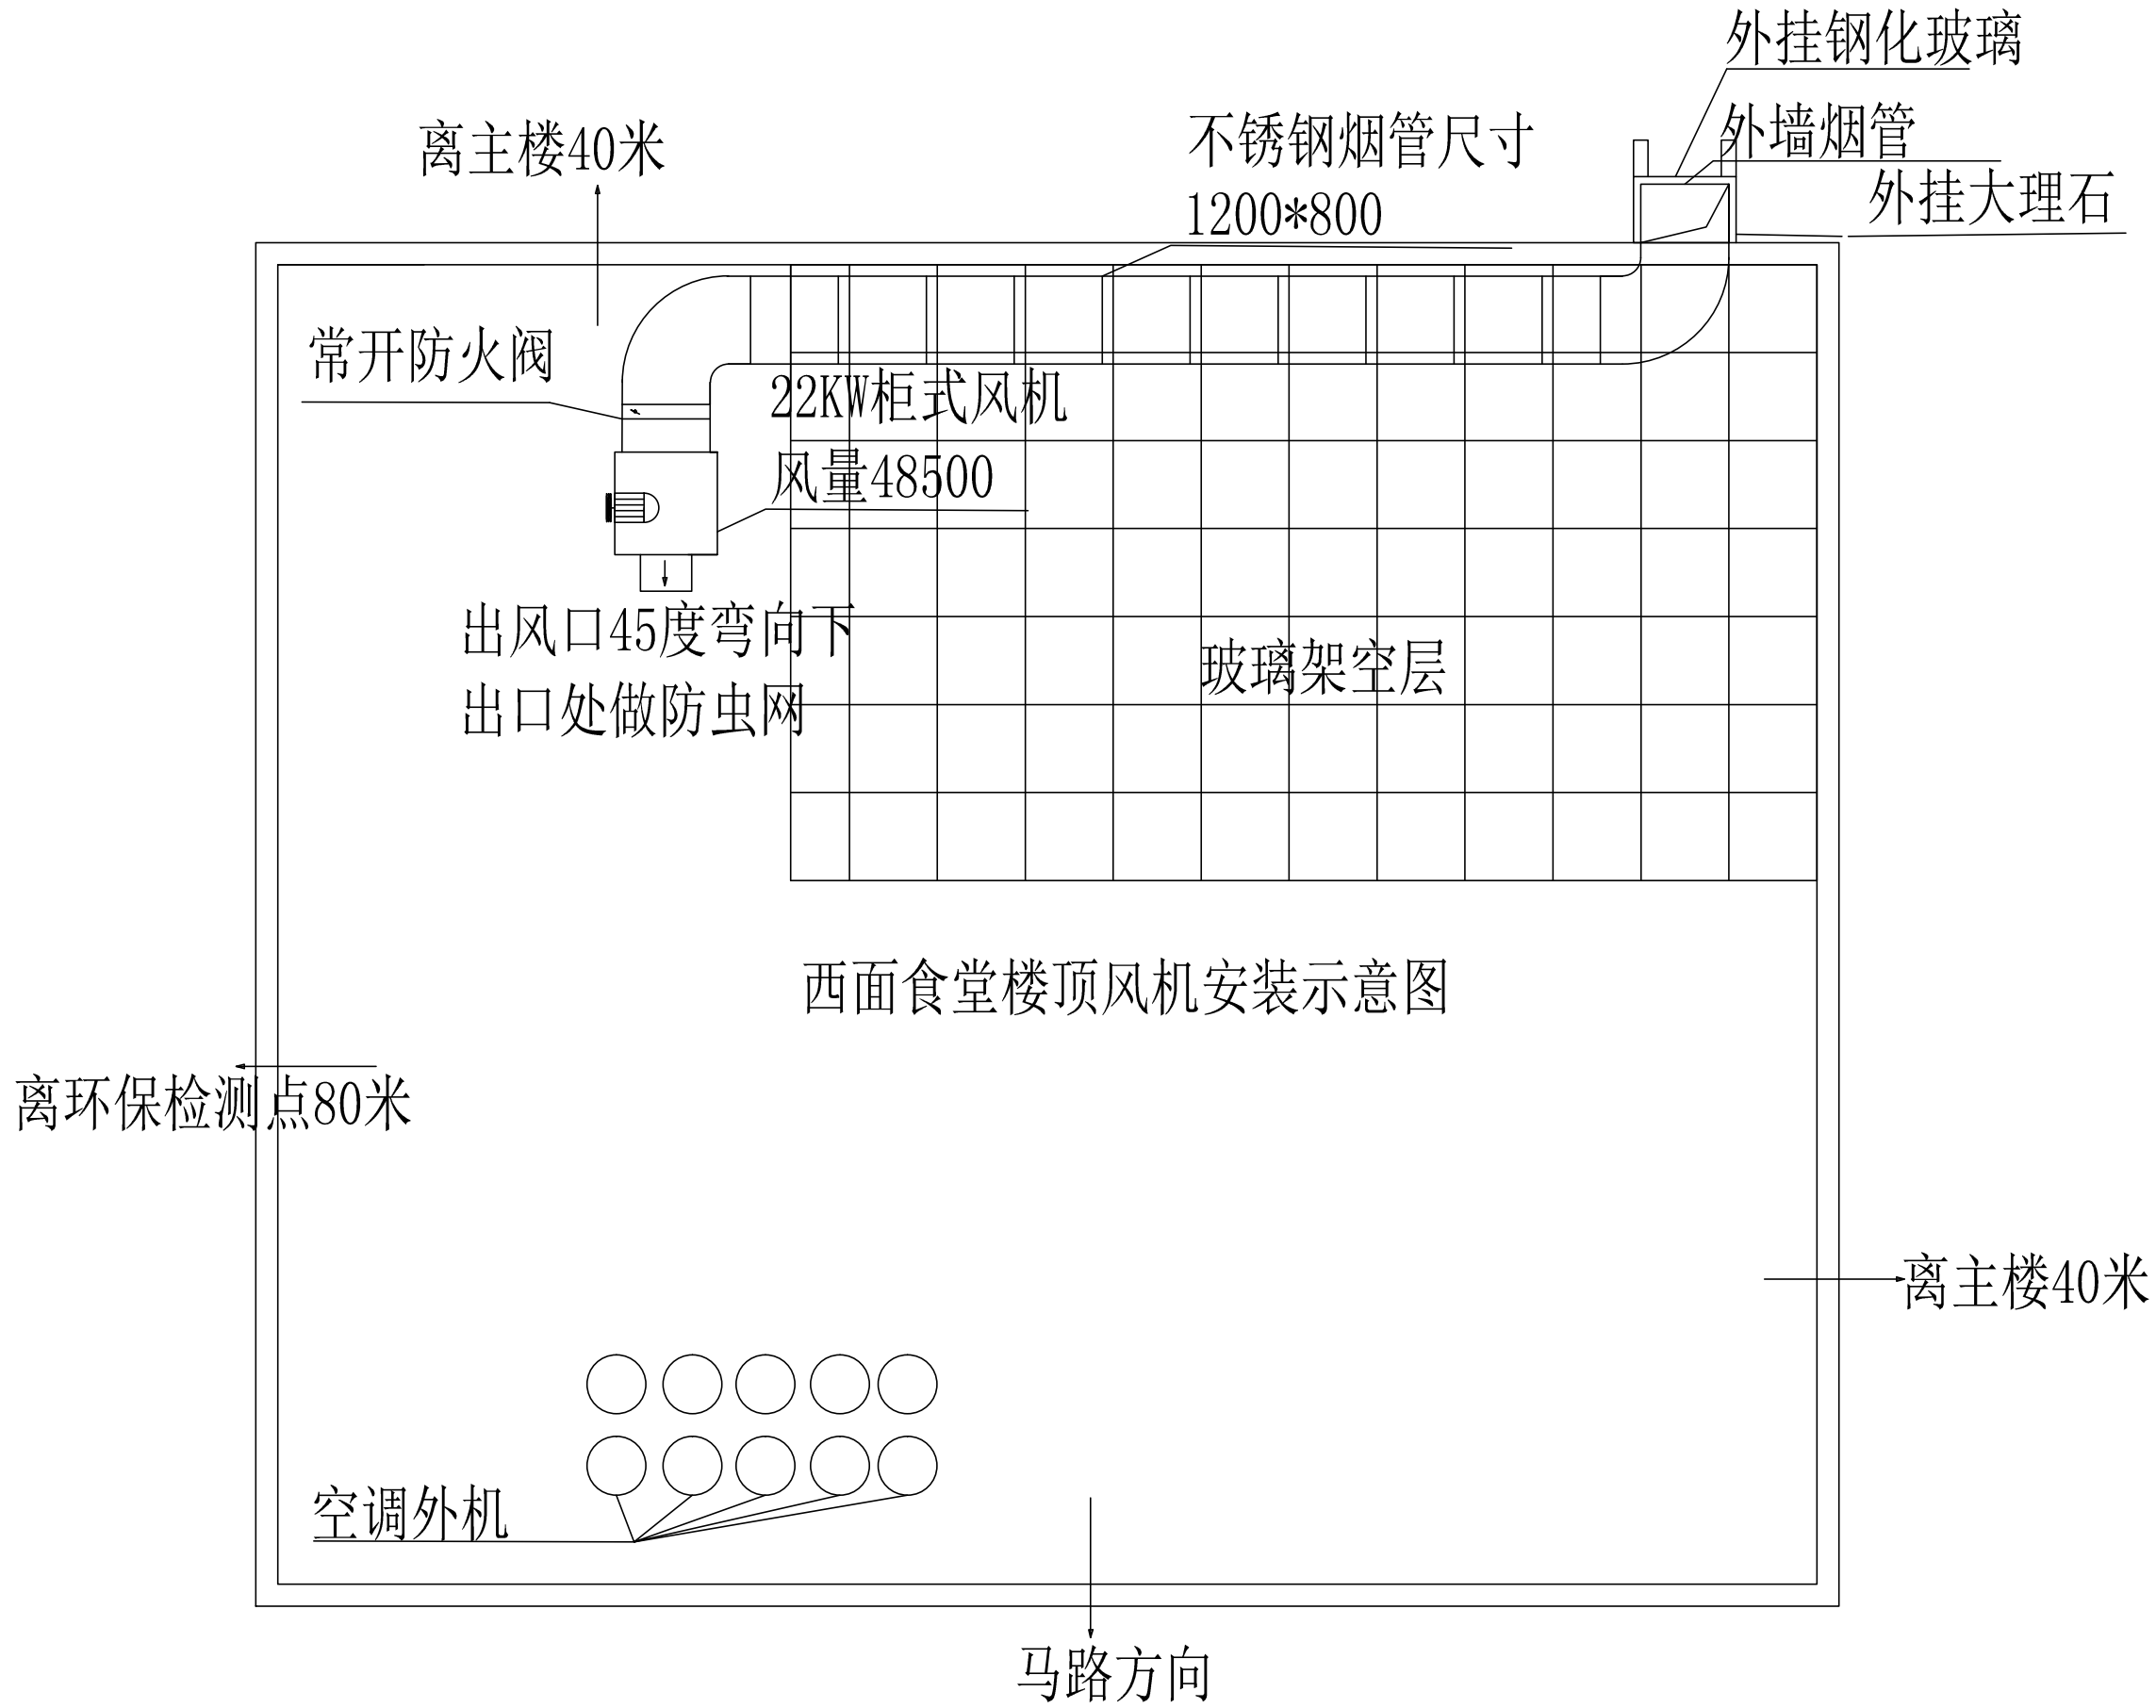 外挂钢化玻璃
离主楼40米
不锈钢烟管尺寸
1200*800
外墙烟管
外挂大理石
常开防火阀
22KW柜式风机
风量48500
出风口45度弯向下
出口处做防虫网
玻璃架空层
西面食堂楼顶风机安装示意图
离环保检测点80米
离主楼40米
空调外机
马路方向